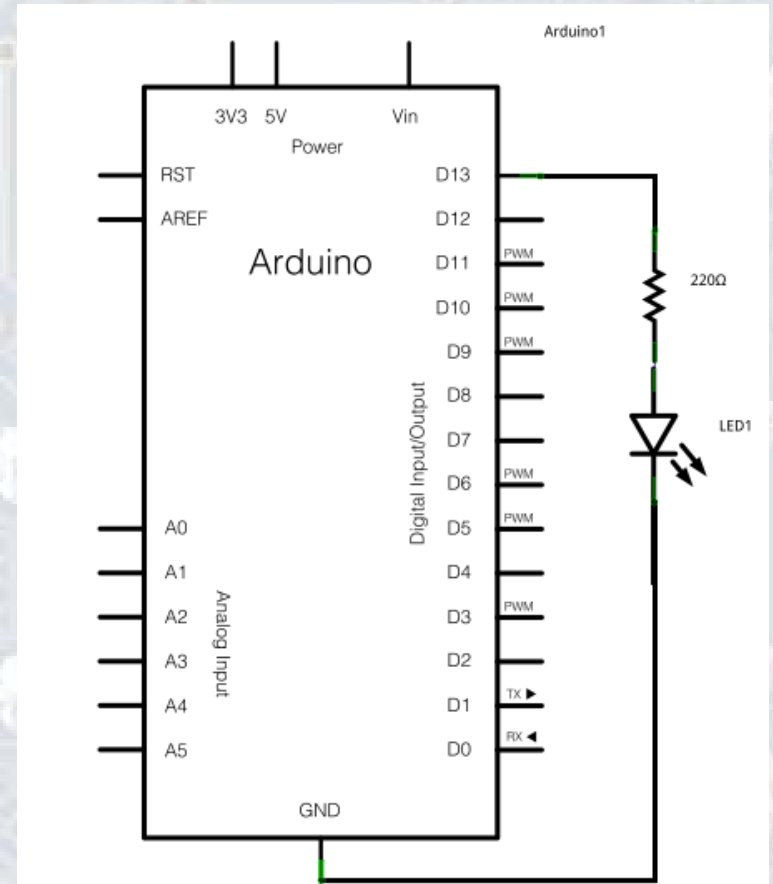 Arduino1
3V3 5V Vin
Power
RST D13
AREF D12
Arduino
D11 PWM
D10 PWM
D9 PWM
D8
D7
D6 PWM
Digital Input/Output
A0 D5 PWM
A1 D4
A2 D3 PWM
A3 D2
A4 D1 TX
A5 D0 RX
Analog Input
GND
220Ω
LED1